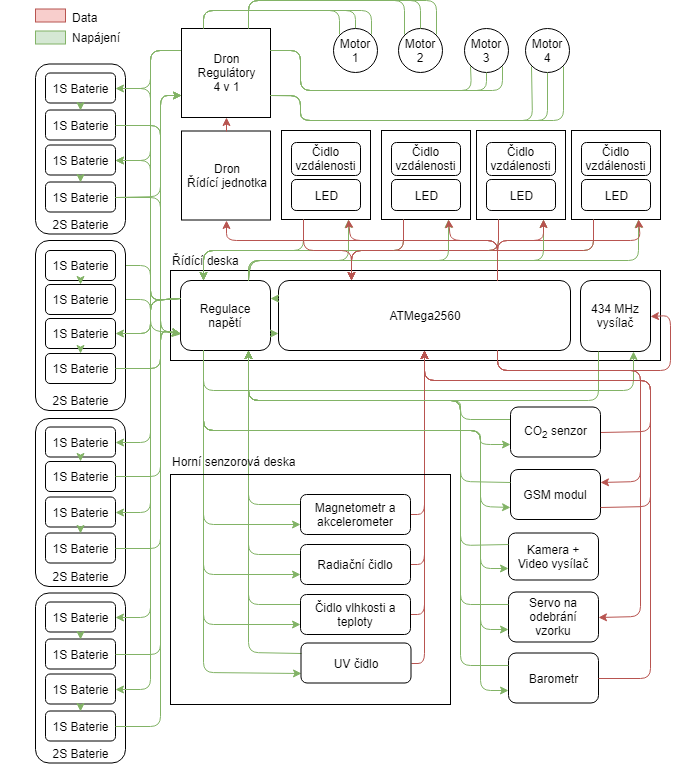 Data
Napájení
1S Baterie
1S Baterie
1S Baterie
1S Baterie
2S Baterie
1S Baterie
1S Baterie
1S Baterie
1S Baterie
2S Baterie
1S Baterie
1S Baterie
1S Baterie
1S Baterie
2S Baterie
1S Baterie
1S Baterie
1S Baterie
1S Baterie
2S Baterie
Dron
Regulátory
4 v 1
Motor
1
Motor
2
Motor
3
Motor
4
Dron
Řídící jednotka
Čidlo
vzdálenosti
LED
Čidlo
vzdálenosti
LED
Čidlo
vzdálenosti
LED
Čidlo
vzdálenosti
LED
Řídící deska
Regulace
napětí
ATMega2560
434 MHz
vysílač
Horní senzorová deska
Magnetometr a
akcelerometer
Radiační čidlo
Čidlo vlhkosti a
teploty
UV čidlo
CO2 senzor
GSM modul
Kamera +
Video vysílač
Servo na
odebrání
vzorku
Barometr